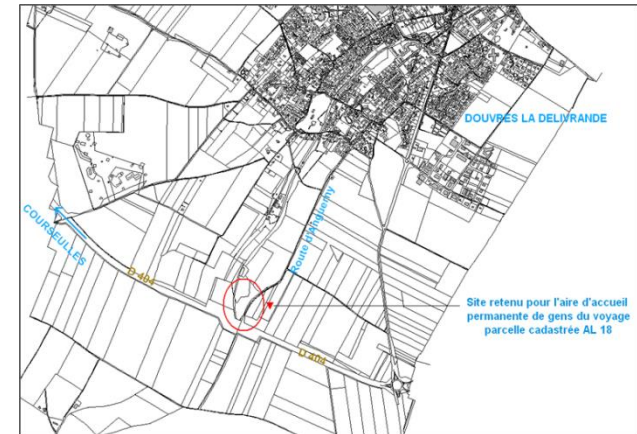 DOUVRES LA DELIVRANDE
COURSEULLES
Route d'Anguerny
D 404
Site retenu pour l'aire d'accueil
permanente de gens du voyage
parcelle cadastrée AL 18
D 404